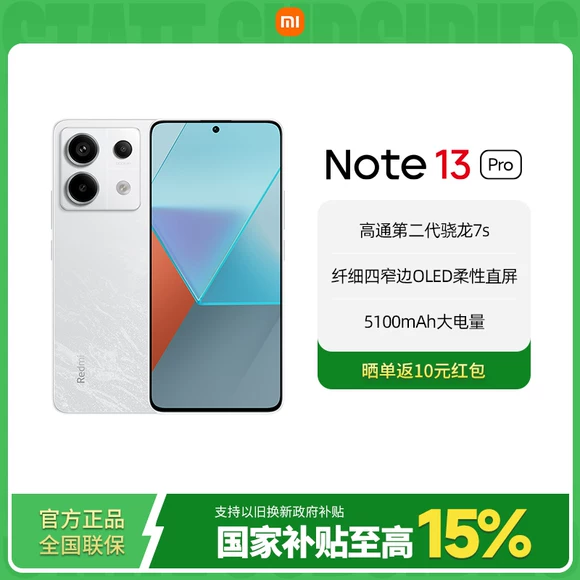 STATE SUBSIDIES
Note 13 Pro
高通第二代骁龙7s
纤细四窄边OLED柔性直屏
5100mAh大电量
晒单返10元红包
Redmi
官方正品
全国联保
支持以旧换新政府补贴
国家补贴至高15%